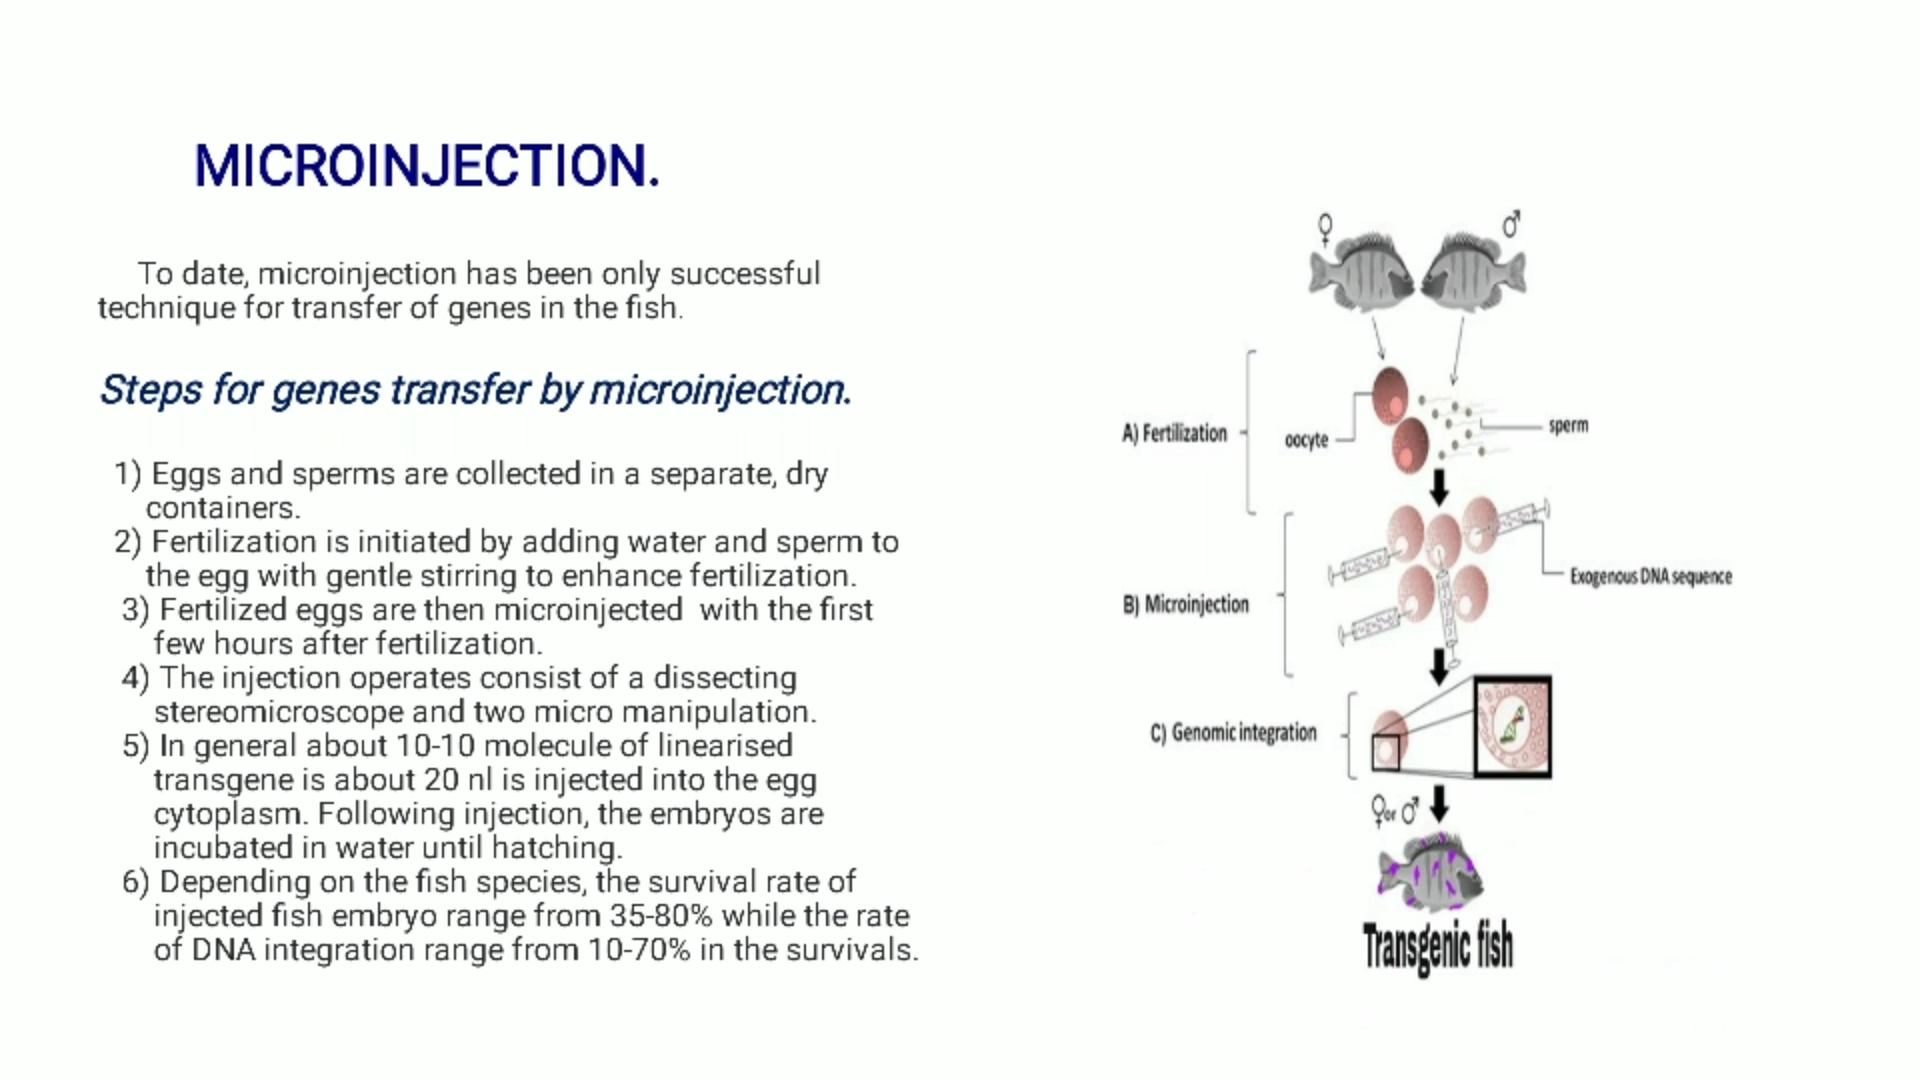 MICROINJECTION.
To date, microinjection has been only successful
technique for transfer of genes in the fish.
Steps for genes transfer by microinjection.
1) Eggs and sperms are collected in a separate, dry
containers.
2) Fertilization is initiated by adding water and sperm to
the egg with gentle stirring to enhance fertilization.
3) Fertilized eggs are then microinjected with the first
few hours after fertilization.
4) The injection operates consist of a dissecting
stereomicroscope and two micro manipulation.
5) In general about 10-10 molecule of linearised
transgene is about 20 nl is injected into the egg
cytoplasm. Following injection, the embryos are
incubated in water until hatching.
6) Depending on the fish species, the survival rate of
injected fish embryo range from 35-80% while the rate
of DNA integration range from 10-70% in the survivals.
♀ ♂
A) Fertilization
oocyte
sperm
B) Microinjection
Exogenous DNA sequence
C) Genomic integration
♀or ♂
Transgenic fish